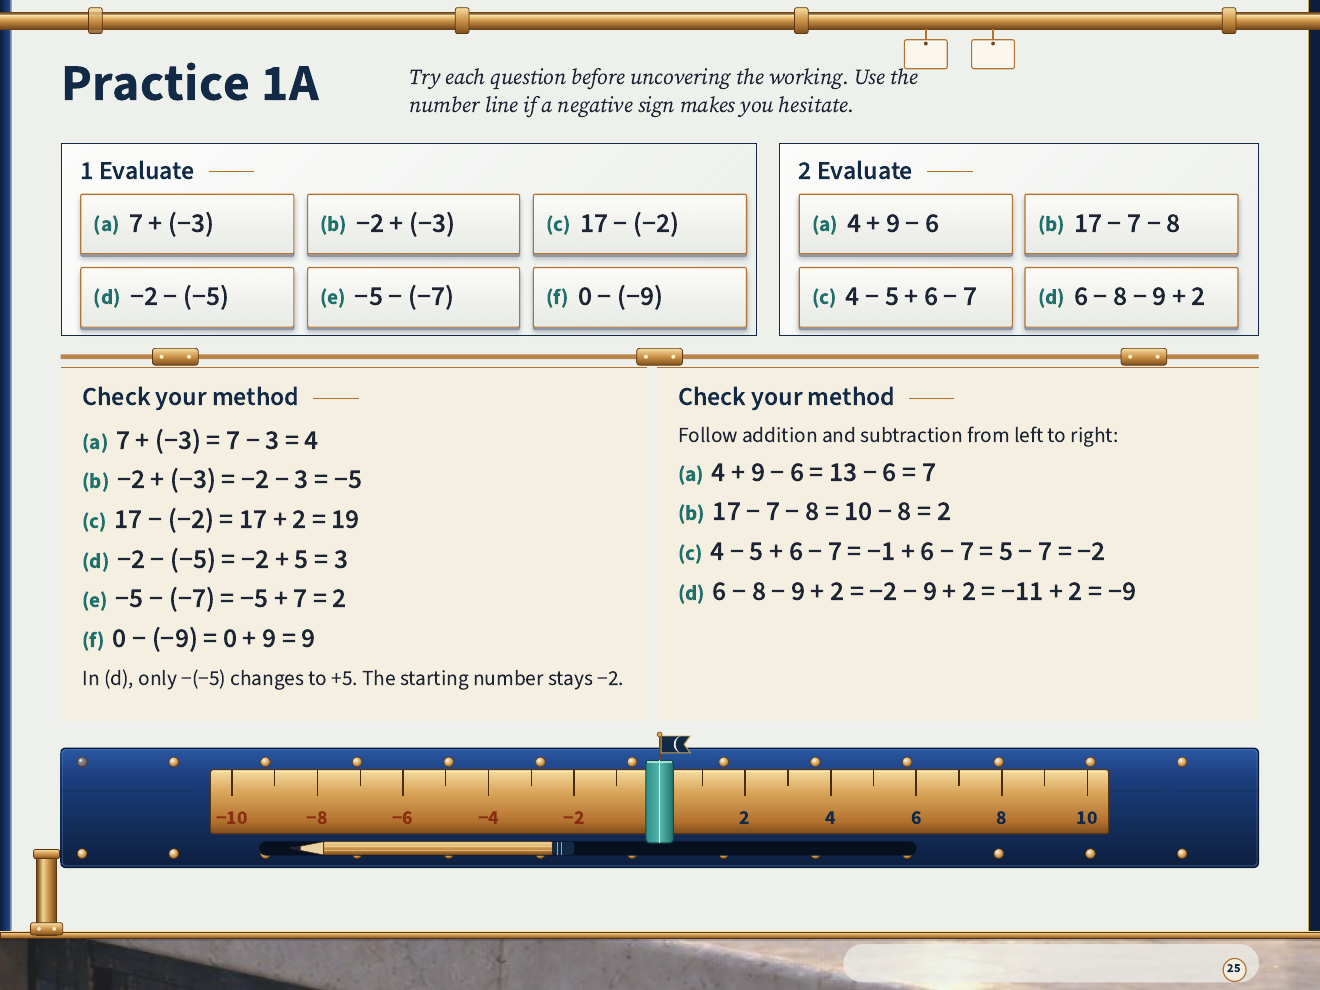 Practice 1A
Try each question before uncovering the working. Use the
number line if a negative sign makes you hesitate.
1 Evaluate
(a) 7 + (−3)
(b) −2 + (−3)
(c) 17 − (−2)
(d) −2 − (−5)
(e) −5 − (−7)
(f) 0 − (−9)
2 Evaluate
(a) 4 + 9 − 6
(b) 17 − 7 − 8
(c) 4 − 5 + 6 − 7
(d) 6 − 8 − 9 + 2
Check your method
(a) 7 + (−3) = 7 − 3 = 4
(b) −2 + (−3) = −2 − 3 = −5
(c) 17 − (−2) = 17 + 2 = 19
(d) −2 − (−5) = −2 + 5 = 3
(e) −5 − (−7) = −5 + 7 = 2
(f) 0 − (−9) = 0 + 9 = 9
In (d), only −(−5) changes to +5. The starting number stays −2.
Check your method
Follow addition and subtraction from left to right:
(a) 4 + 9 − 6 = 13 − 6 = 7
(b) 17 − 7 − 8 = 10 − 8 = 2
(c) 4 − 5 + 6 − 7 = −1 + 6 − 7 = 5 − 7 = −2
(d) 6 − 8 − 9 + 2 = −2 − 9 + 2 = −11 + 2 = −9
−10 −8 −6 −4 −2 2 4 6 8 10
25